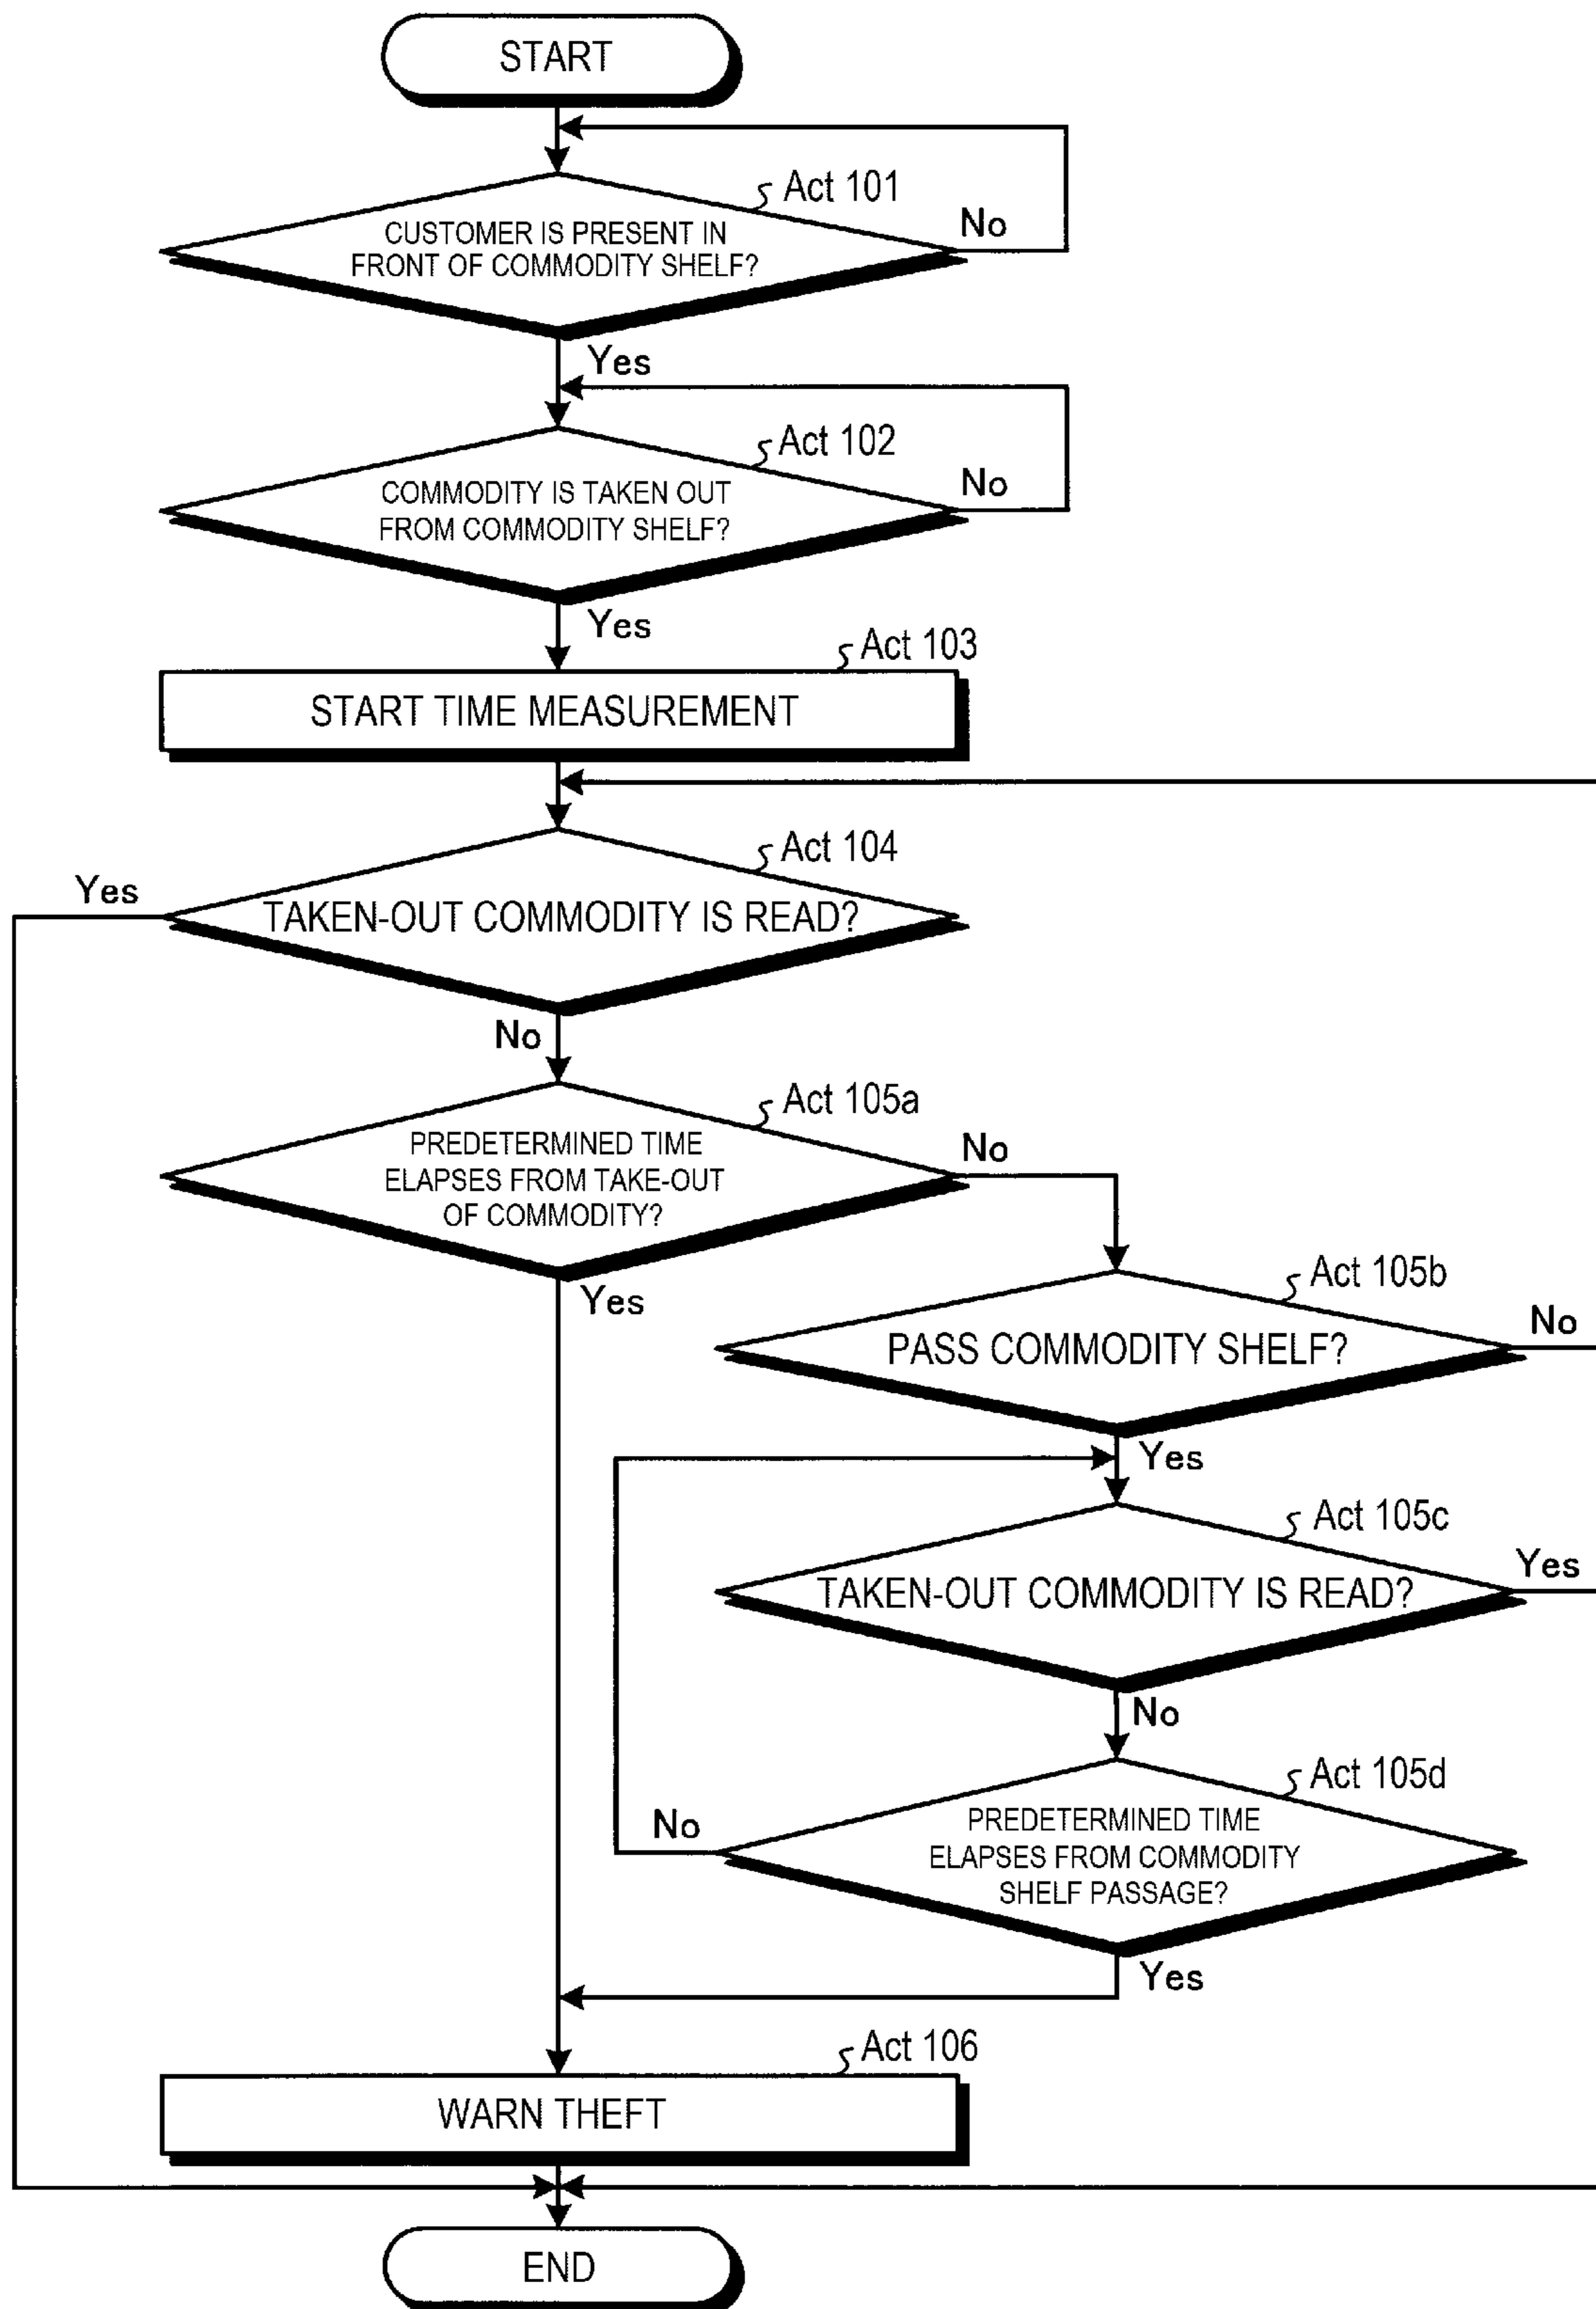 START
Act 101
CUSTOMER IS PRESENT IN
FRONT OF COMMODITY SHELF?
No
Yes
Act 102
COMMODITY IS TAKEN OUT
FROM COMMODITY SHELF?
No
Yes
Act 103
START TIME MEASUREMENT
Act 104
Yes
TAKEN-OUT COMMODITY IS READ?
No
Act 105a
PREDETERMINED TIME
ELAPSES FROM TAKE-OUT
OF COMMODITY?
No
Yes
Act 105b
PASS COMMODITY SHELF?
No
Yes
Act 105c
TAKEN-OUT COMMODITY IS READ?
Yes
No
Act 105d
PREDETERMINED TIME
ELAPSES FROM COMMODITY
SHELF PASSAGE?
No
Yes
Act 106
WARN THEFT
END